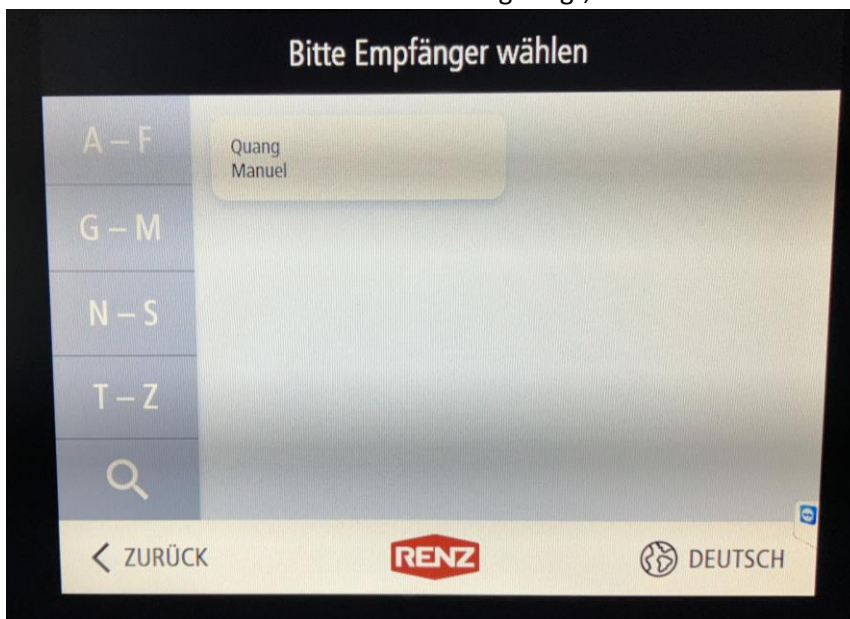 Bitte Empfänger wählen
A – F
Quang
Manuel
G – M
N – S
T – Z
ZURÜCK
RENZ
DEUTSCH